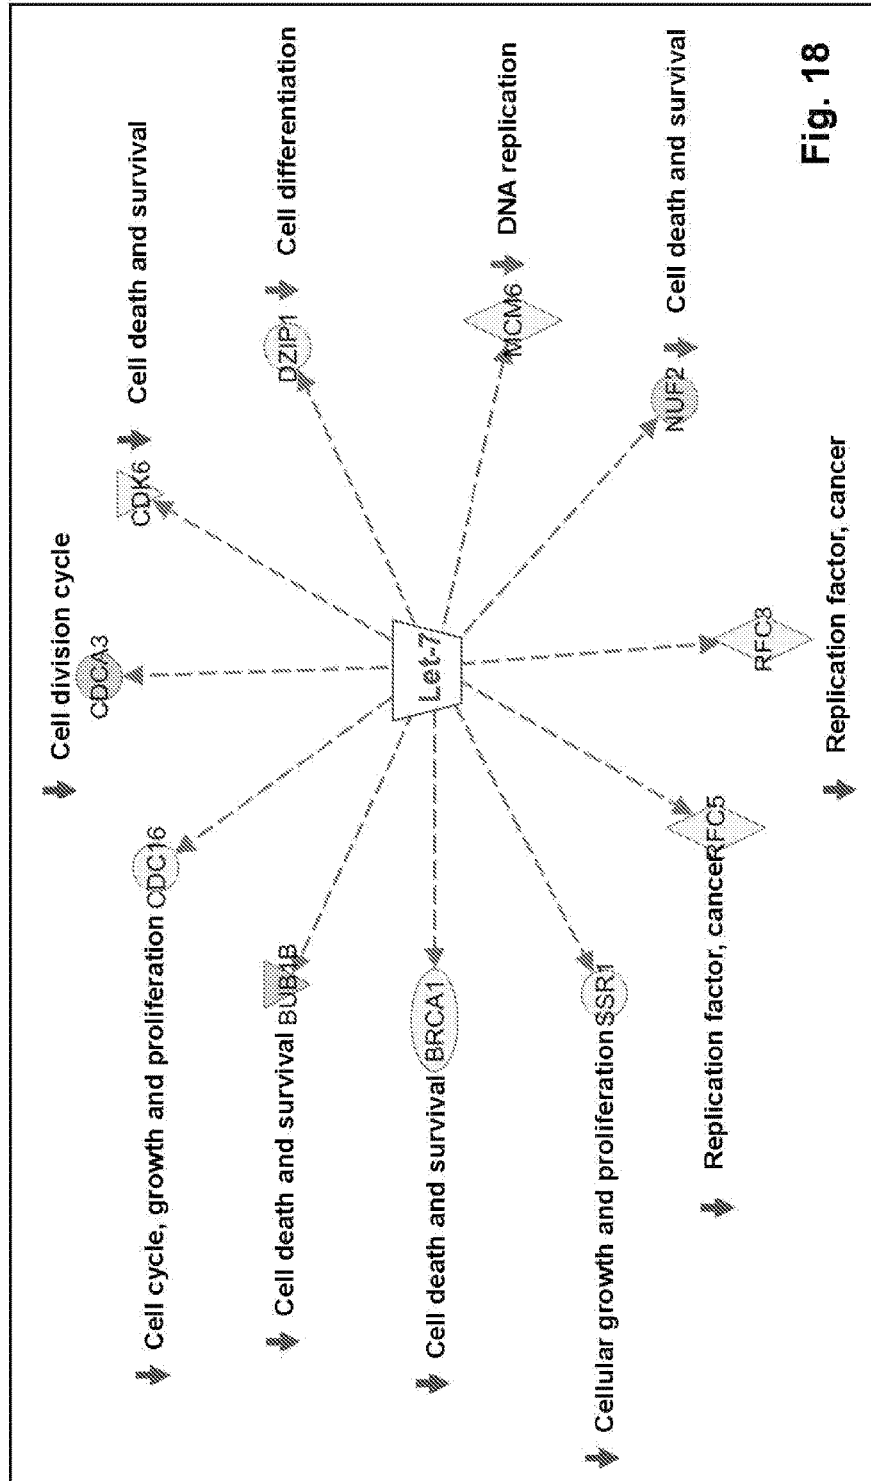 Cell division cycle
CDCA3
CDK6 Cell death and survival
Cell cycle, growth and proliferation CDC16
Cell death and survival BUB1B
DZIP1 Cell differentiation
Cell death and survival BRCA1
Let-7
MCM6 DNA replication
Cellular growth and proliferation SSR1
NUF2 Cell death and survival
Replication factor, cancer RFC5
RFC3
Replication factor, cancer
Fig. 18